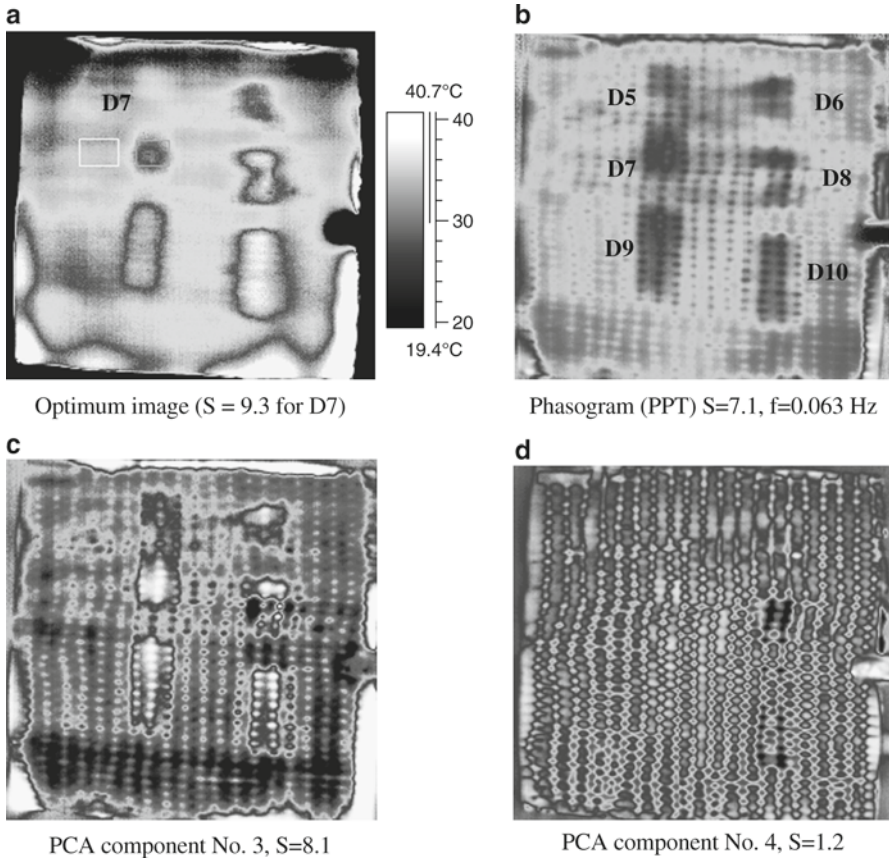 a
D7
40.7°C
40
30
20
19.4°C
Optimum image (S = 9.3 for D7)
b
D5
D6
D7
D8
D9
D10
Phasogram (PPT) S=7.1, f=0.063 Hz
c
PCA component No. 3, S=8.1
d
PCA component No. 4, S=1.2